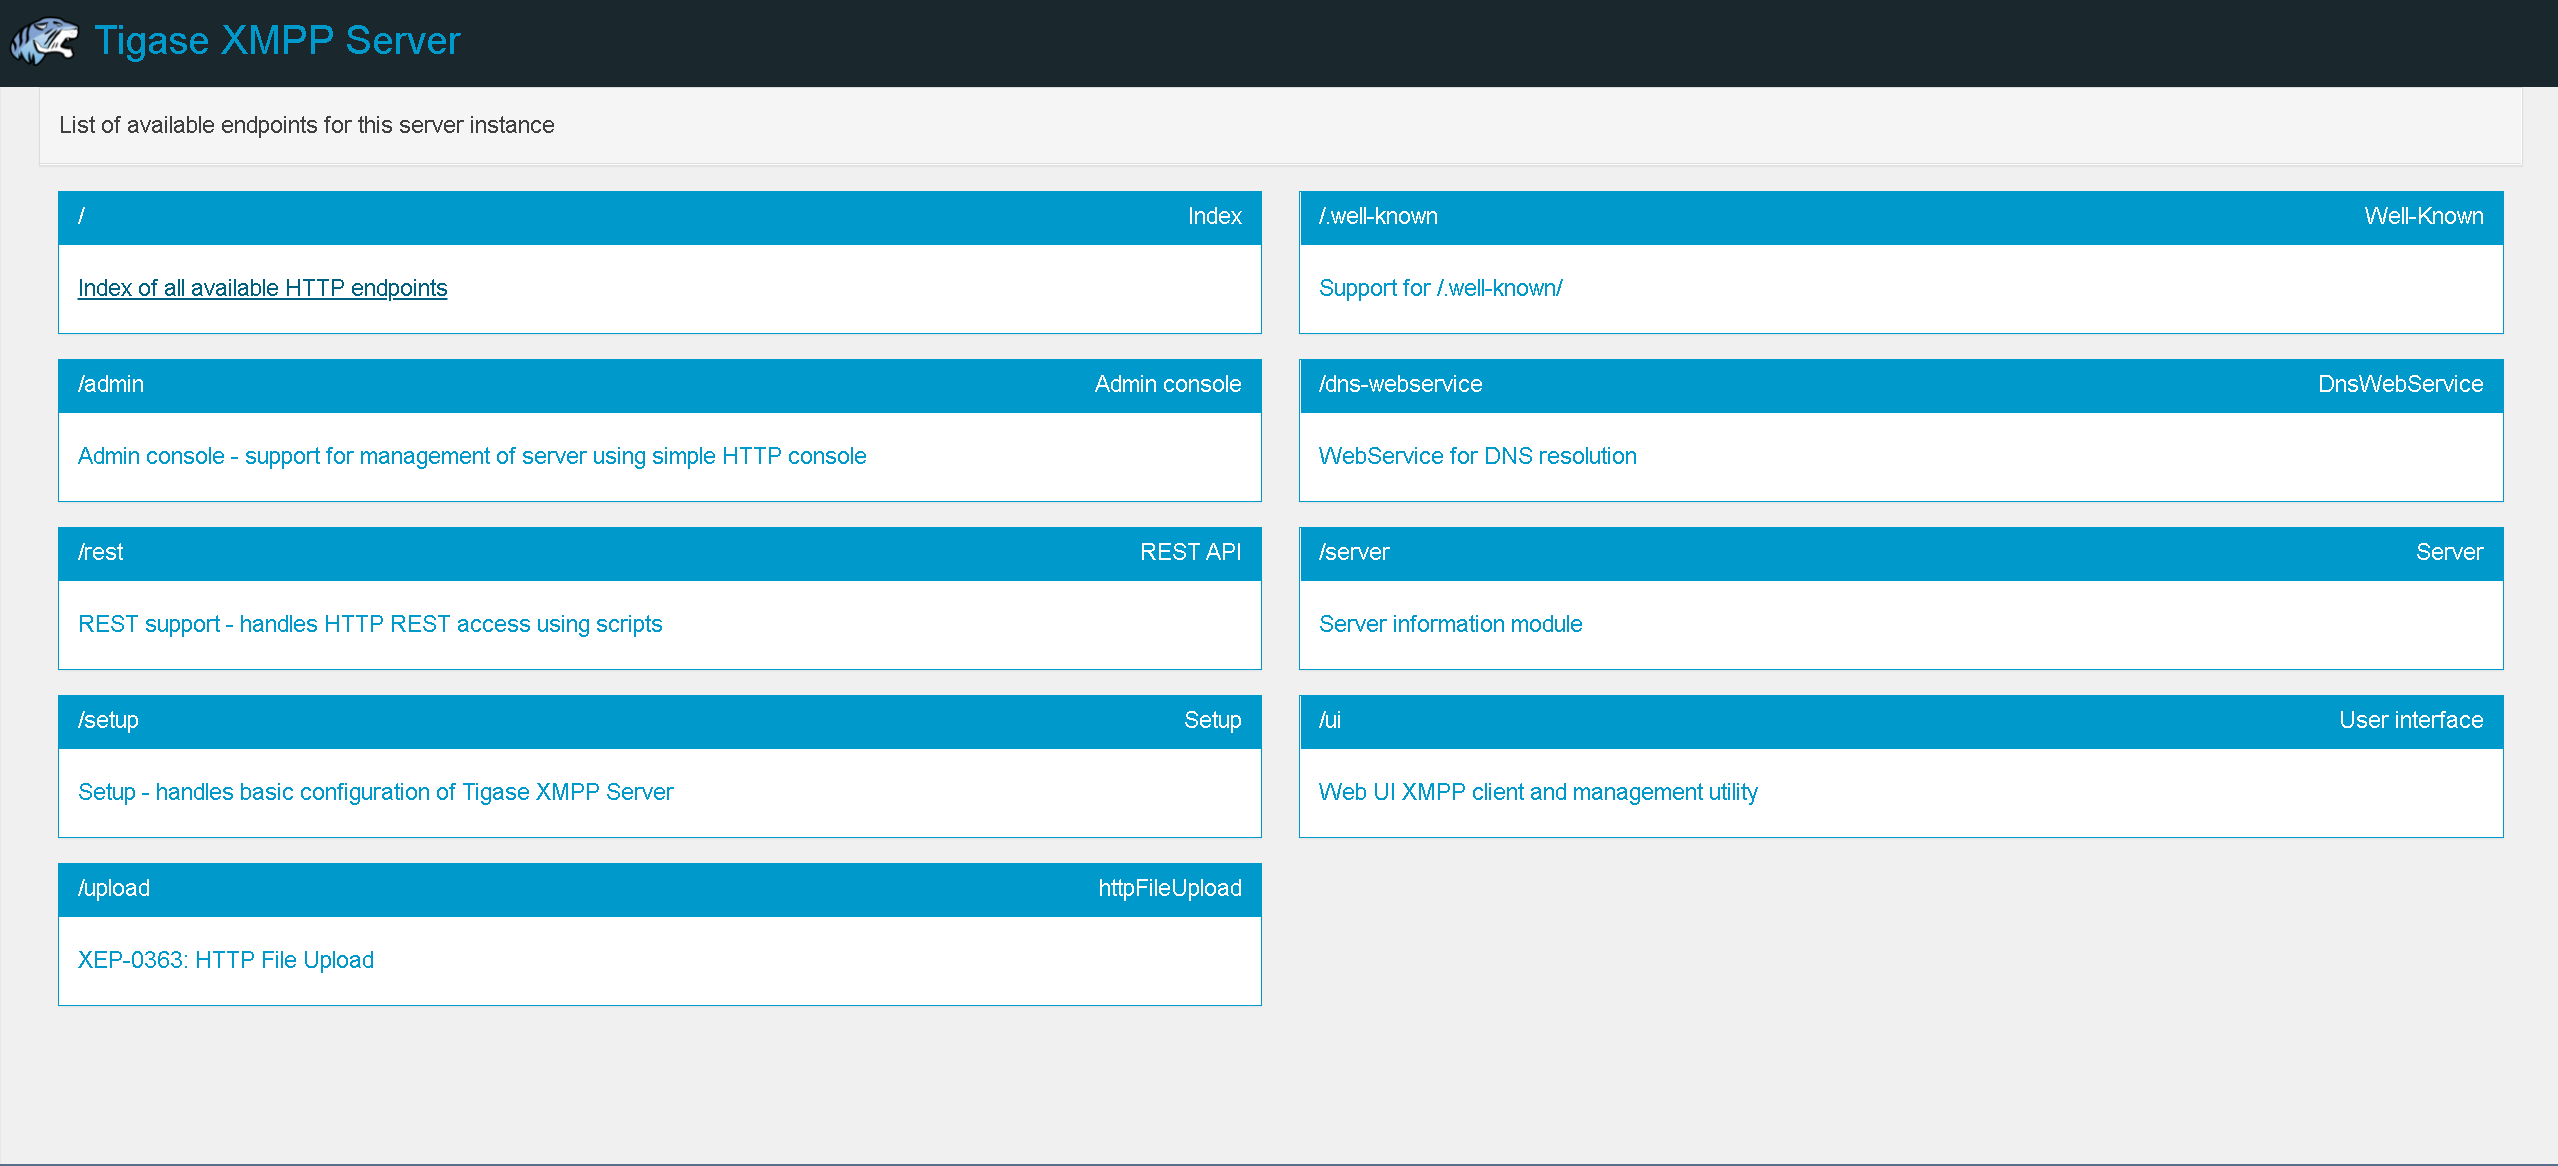 Tigase XMPP Server
List of available endpoints for this server instance
/ Index
Index of all available HTTP endpoints
/.well-known Well-Known
Support for /.well-known/
/admin Admin console
Admin console - support for management of server using simple HTTP console
/dns-webservice DnsWebService
WebService for DNS resolution
/rest REST API
REST support - handles HTTP REST access using scripts
/server Server
Server information module
/setup Setup
Setup - handles basic configuration of Tigase XMPP Server
/ui User interface
Web UI XMPP client and management utility
/upload httpFileUpload
XEP-0363: HTTP File Upload